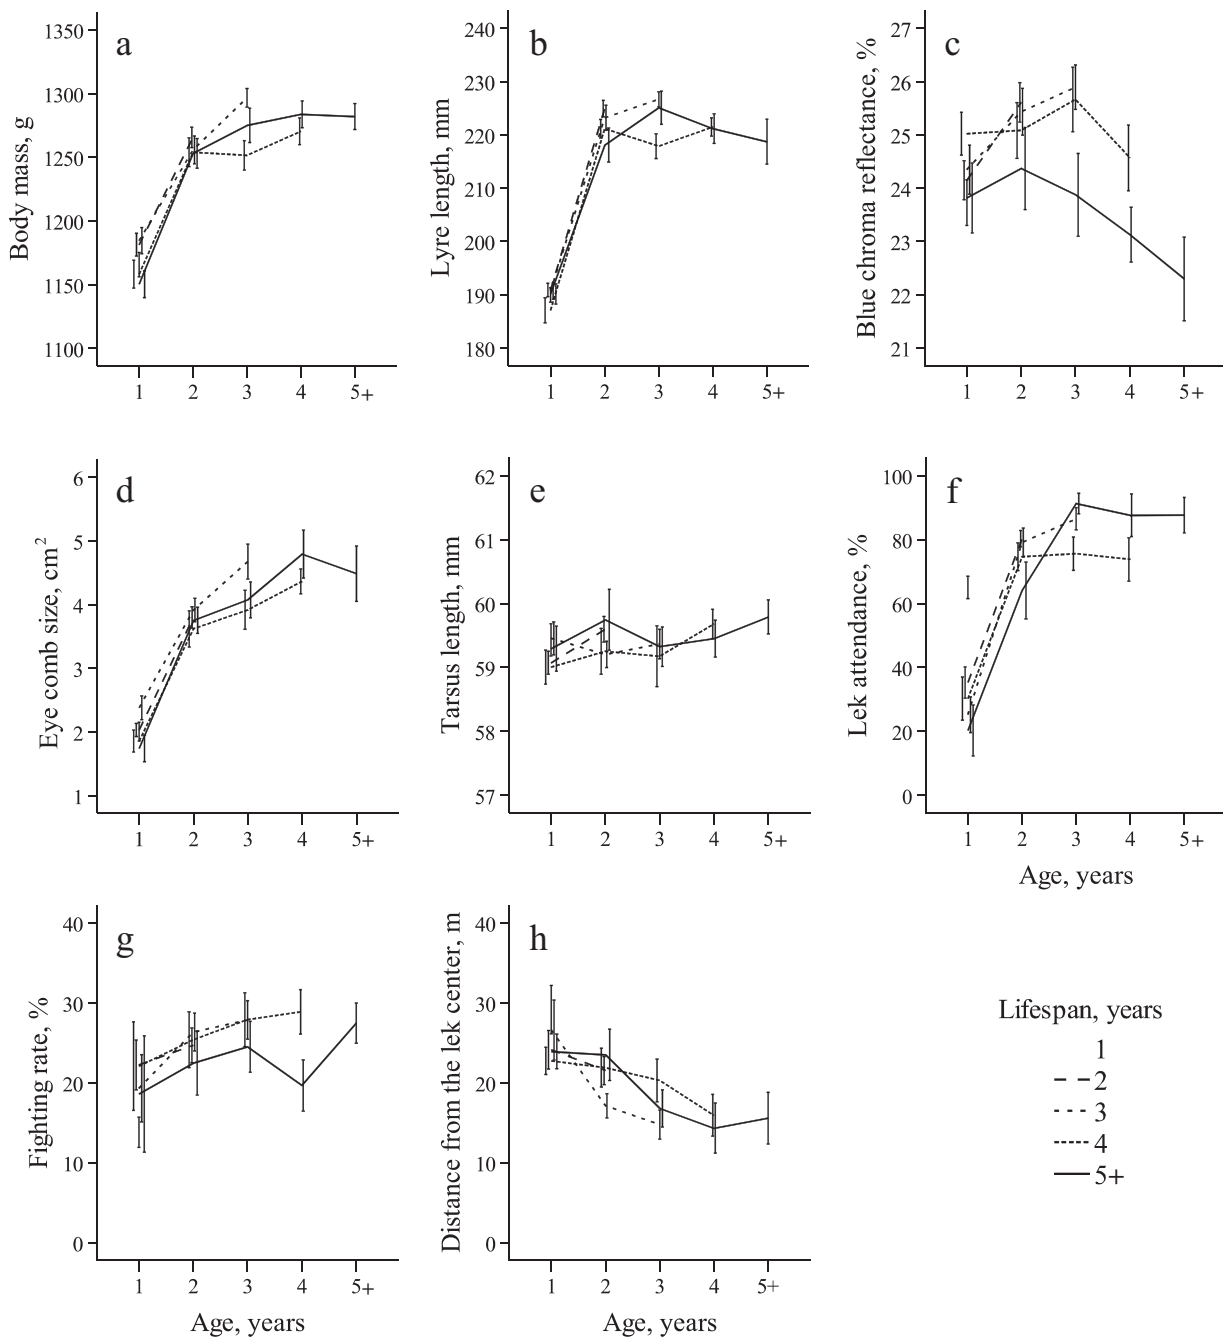 a
Body mass, g
1350
1300
1250
1200
1150
1100
1 2 3 4 5+
b
Lyre length, mm
240
230
220
210
200
190
180
1 2 3 4 5+
c
Blue chroma reflectance, %
27
26
25
24
23
22
21
1 2 3 4 5+
d
Eye comb size, cm²
6
5
4
3
2
1
1 2 3 4 5+
e
Tarsus length, mm
62
61
60
59
58
57
1 2 3 4 5+
f
Lek attendance, %
100
80
60
40
20
0
1 2 3 4 5+
Age, years
g
Fighting rate, %
40
30
20
10
0
1 2 3 4 5+
Age, years
h
Distance from the lek center, m
40
30
20
10
0
1 2 3 4 5+
Age, years
Lifespan, years
1
2
3
4
5+